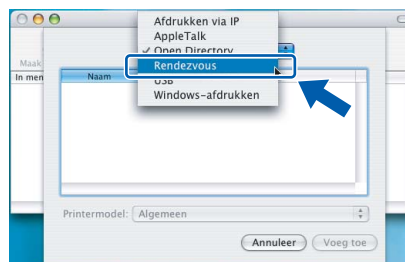 Afdrukken via IP
AppleTalk
✓ Open Directory
Rendezvous
USB
Windows-afdrukken
Maak
In men
Naam
Printermodel: Algemeen
Annuleer Voeg toe